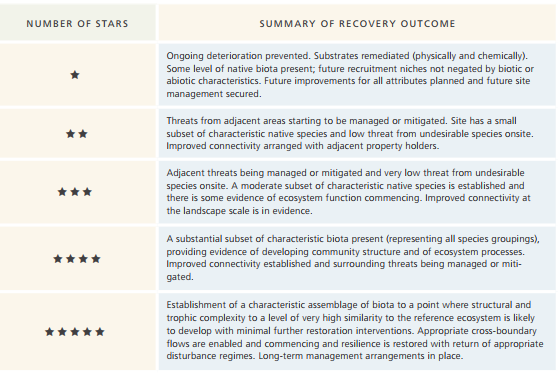 NUMBER OF STARS
SUMMARY OF RECOVERY OUTCOME
★
Ongoing deterioration prevented. Substrates remediated (physically and chemically).
Some level of native biota present; future recruitment niches not negated by biotic or
abiotic characteristics. Future improvements for all attributes planned and future site
management secured.
★★
Threats from adjacent areas starting to be managed or mitigated. Site has a small
subset of characteristic native species and low threat from undesirable species onsite.
Improved connectivity arranged with adjacent property holders.
★★★
Adjacent threats being managed or mitigated and very low threat from undesirable
species onsite. A moderate subset of characteristic native species is established and
there is some evidence of ecosystem function commencing. Improved connectivity at
the landscape scale is in evidence.
★★★★
A substantial subset of characteristic biota present (representing all species groupings),
providing evidence of developing community structure and of ecosystem processes.
Improved connectivity established and surrounding threats being managed or miti-
gated.
★★★★★
Establishment of a characteristic assemblage of biota to a point where structural and
trophic complexity to a level of very high similarity to the reference ecosystem is likely
to develop with minimal further restoration interventions. Appropriate cross-boundary
flows are enabled and commencing and resilience is restored with return of appropriate
disturbance regimes. Long-term management arrangements in place.